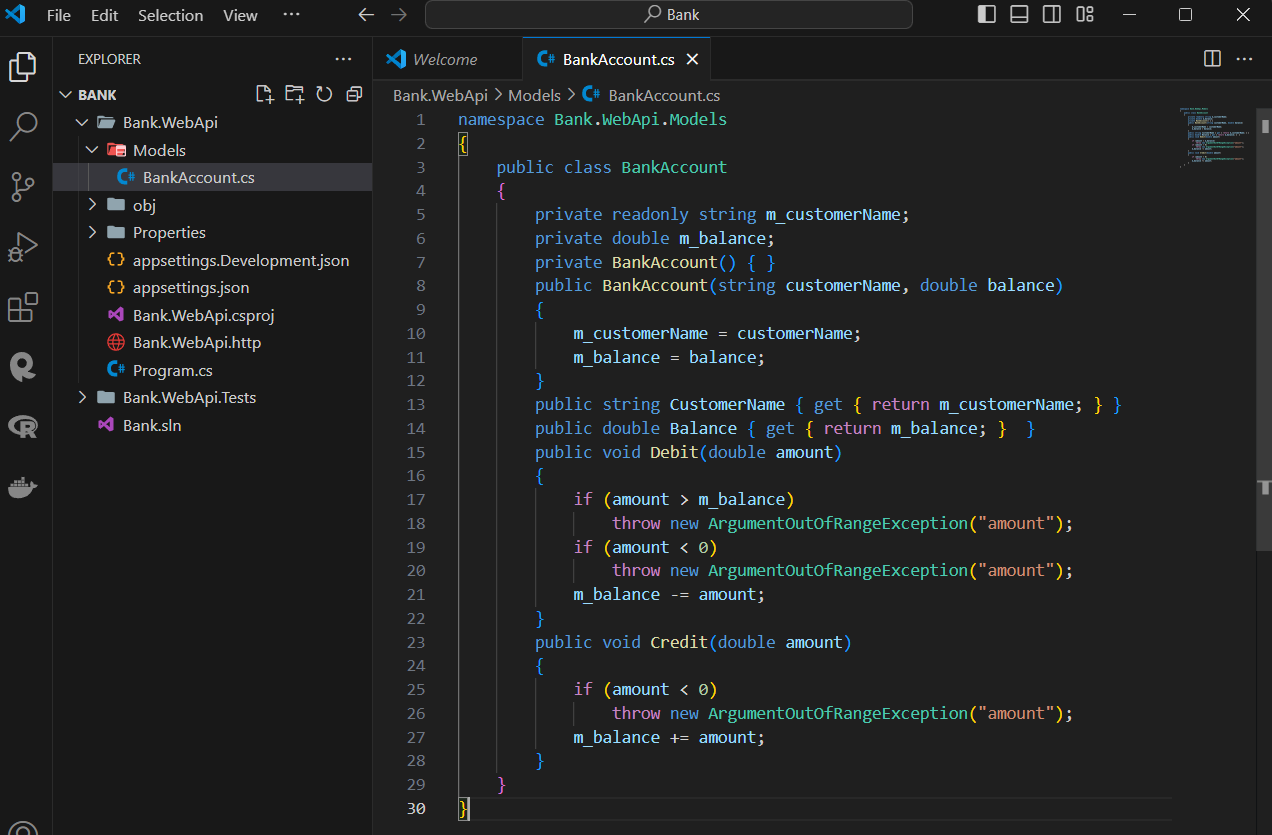 File Edit Selection View ··· Bank
EXPLORER ···
BANK
Bank.WebApi
Models
C# BankAccount.cs
obj
Properties
{} appsettings.Development.json
{} appsettings.json
Bank.WebApi.csproj
Bank.WebApi.http
C# Program.cs
Bank.WebApi.Tests
Bank.sln
Welcome C# BankAccount.cs ···
Bank.WebApi > Models > C# BankAccount.cs
1 namespace Bank.WebApi.Models
2 {
3 public class BankAccount
4 {
5 private readonly string m_customerName;
6 private double m_balance;
7 private BankAccount() { }
8 public BankAccount(string customerName, double balance)
9 {
10 m_customerName = customerName;
11 m_balance = balance;
12 }
13 public string CustomerName { get { return m_customerName; } }
14 public double Balance { get { return m_balance; }  }
15 public void Debit(double amount)
16 {
17 if (amount > m_balance)
18 throw new ArgumentOutOfRangeException("amount");
19 if (amount < 0)
20 throw new ArgumentOutOfRangeException("amount");
21 m_balance -= amount;
22 }
23 public void Credit(double amount)
24 {
25 if (amount < 0)
26 throw new ArgumentOutOfRangeException("amount");
27 m_balance += amount;
28 }
29 }
30 }